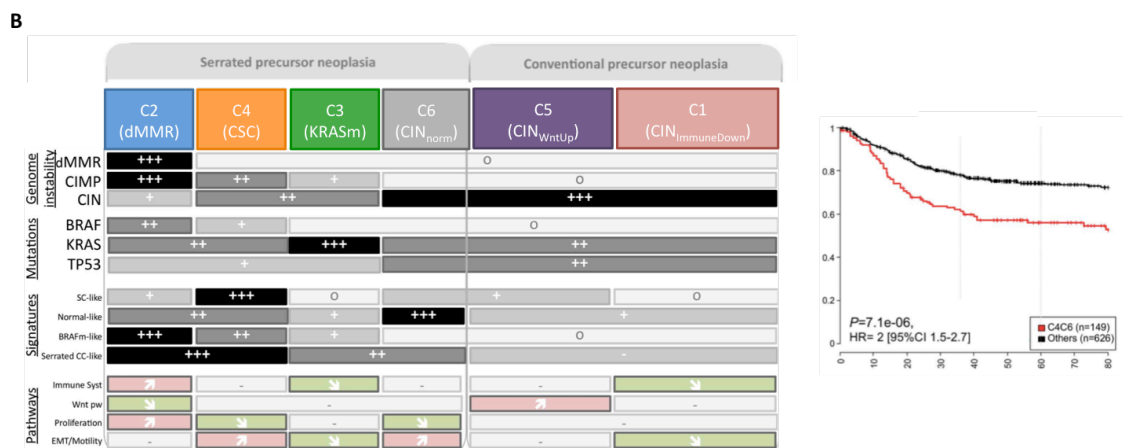 B
Serrated precursor neoplasia Conventional precursor neoplasia
C2 (dMMR) C4 (CSC) C3 (KRASm) C6 (CINnorm) C5 (CINWntUp) C1 (CINImmuneDown)
Genome instability
dMMR +++ O
CIMP +++ ++ + O
CIN + ++ +++
Mutations
BRAF ++ + O
KRAS ++ +++ ++
TP53 + ++
Signatures
SC-like + +++ O + O
Normal-like ++ + +++ +
BRAFm-like +++ ++ + O
Serrated CC-like +++ ++ -
Pathways
Immune Syst - - -
Wnt pw - -
Proliferation - -
EMT/Motility - -
1
0.8
0.6
0.4
0.2
0
P=7.1e-06,
HR= 2 [95%CI 1.5-2.7]
C4C6 (n=149)
Others (n=626)
0 10 20 30 40 50 60 70 80